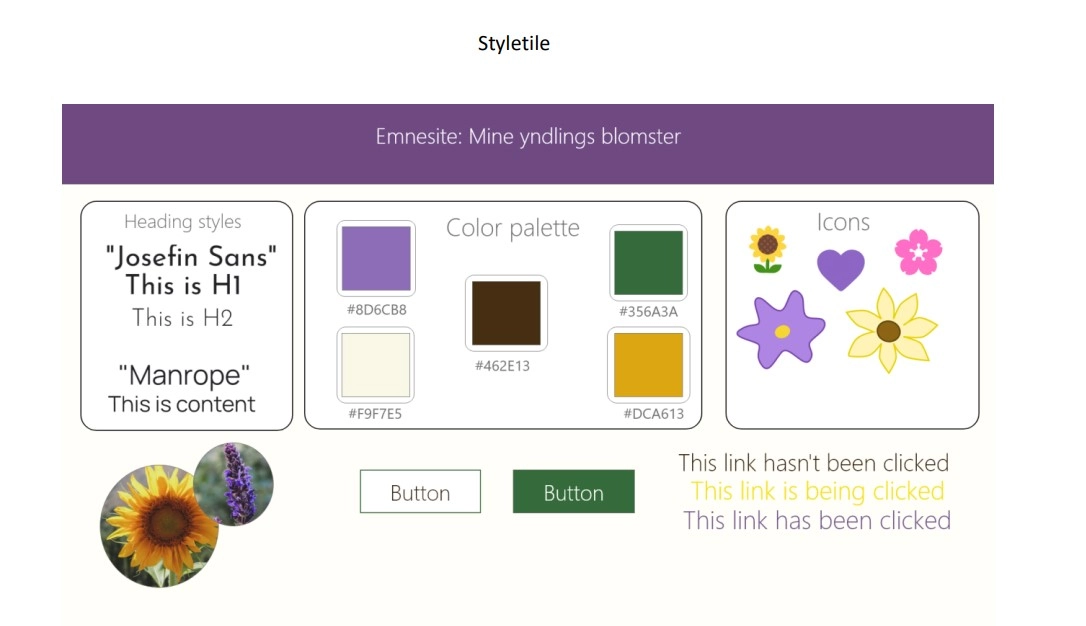 Styletile
Emnesite: Mine yndlings blomster
Heading styles
"Josefin Sans"
This is H1
This is H2
"Manrope"
This is content
Color palette
#8D6CB8
#356A3A
#462E13
#F9F7E5
#DCA613
Icons
Button
Button
This link hasn't been clicked
This link is being clicked
This link has been clicked